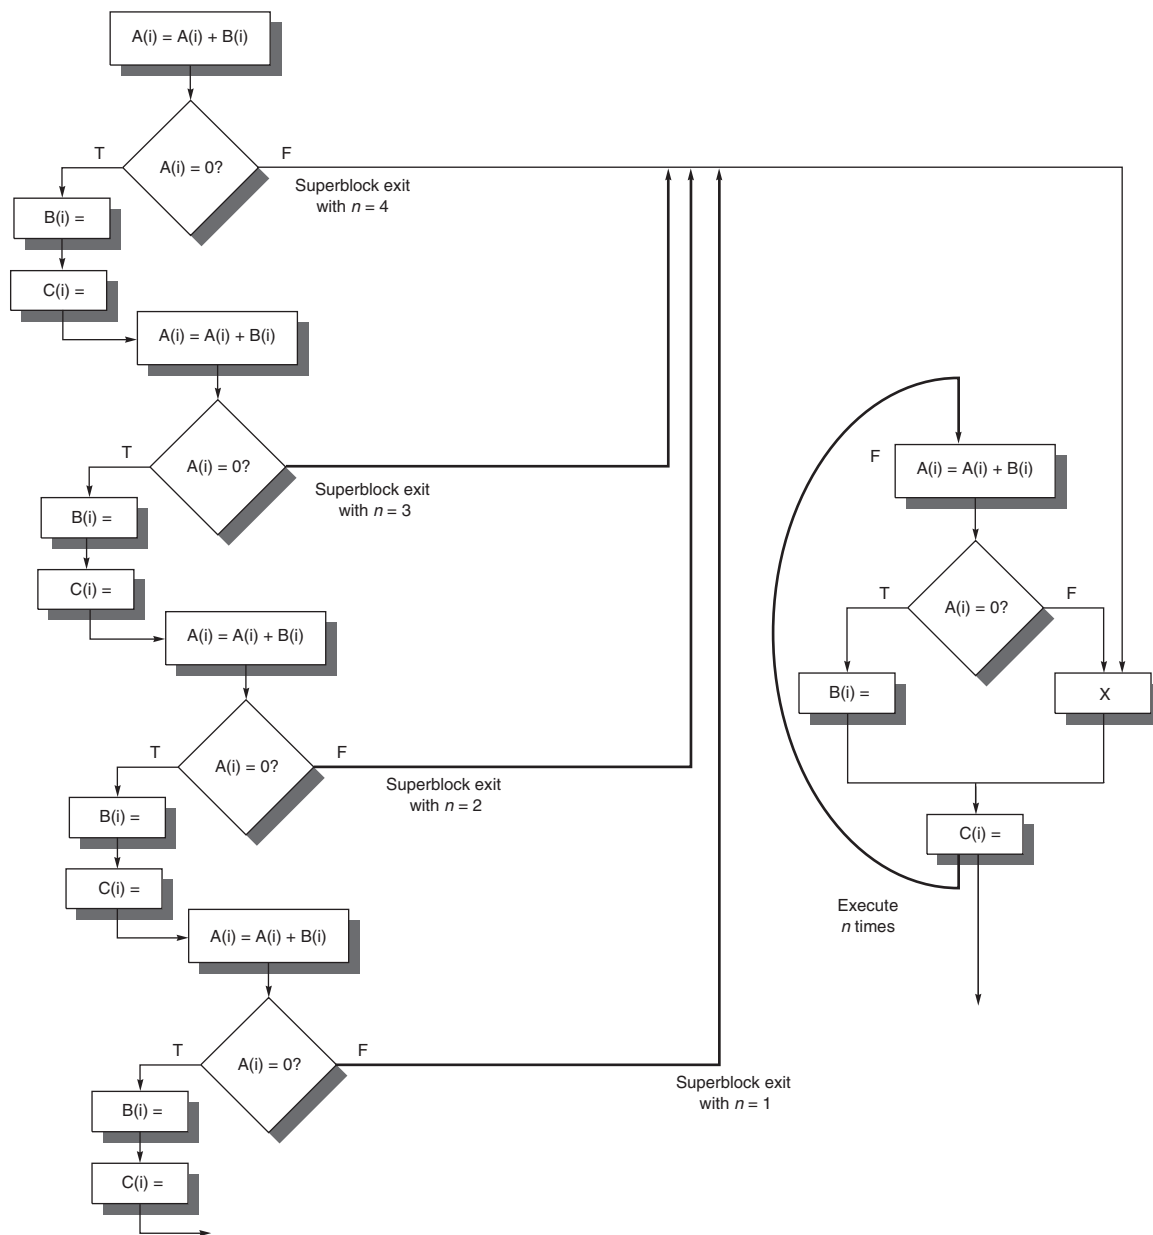 A(i) = A(i) + B(i)
T
A(i) = 0?
F
Superblock exit
with n = 4
B(i) =
C(i) =
A(i) = A(i) + B(i)
T
A(i) = 0?
Superblock exit
with n = 3
B(i) =
C(i) =
A(i) = A(i) + B(i)
T
A(i) = 0?
F
Superblock exit
with n = 2
B(i) =
C(i) =
A(i) = A(i) + B(i)
T
A(i) = 0?
F
Superblock exit
with n = 1
B(i) =
C(i) =
F
A(i) = A(i) + B(i)
T
A(i) = 0?
F
B(i) =
X
C(i) =
Execute
n times